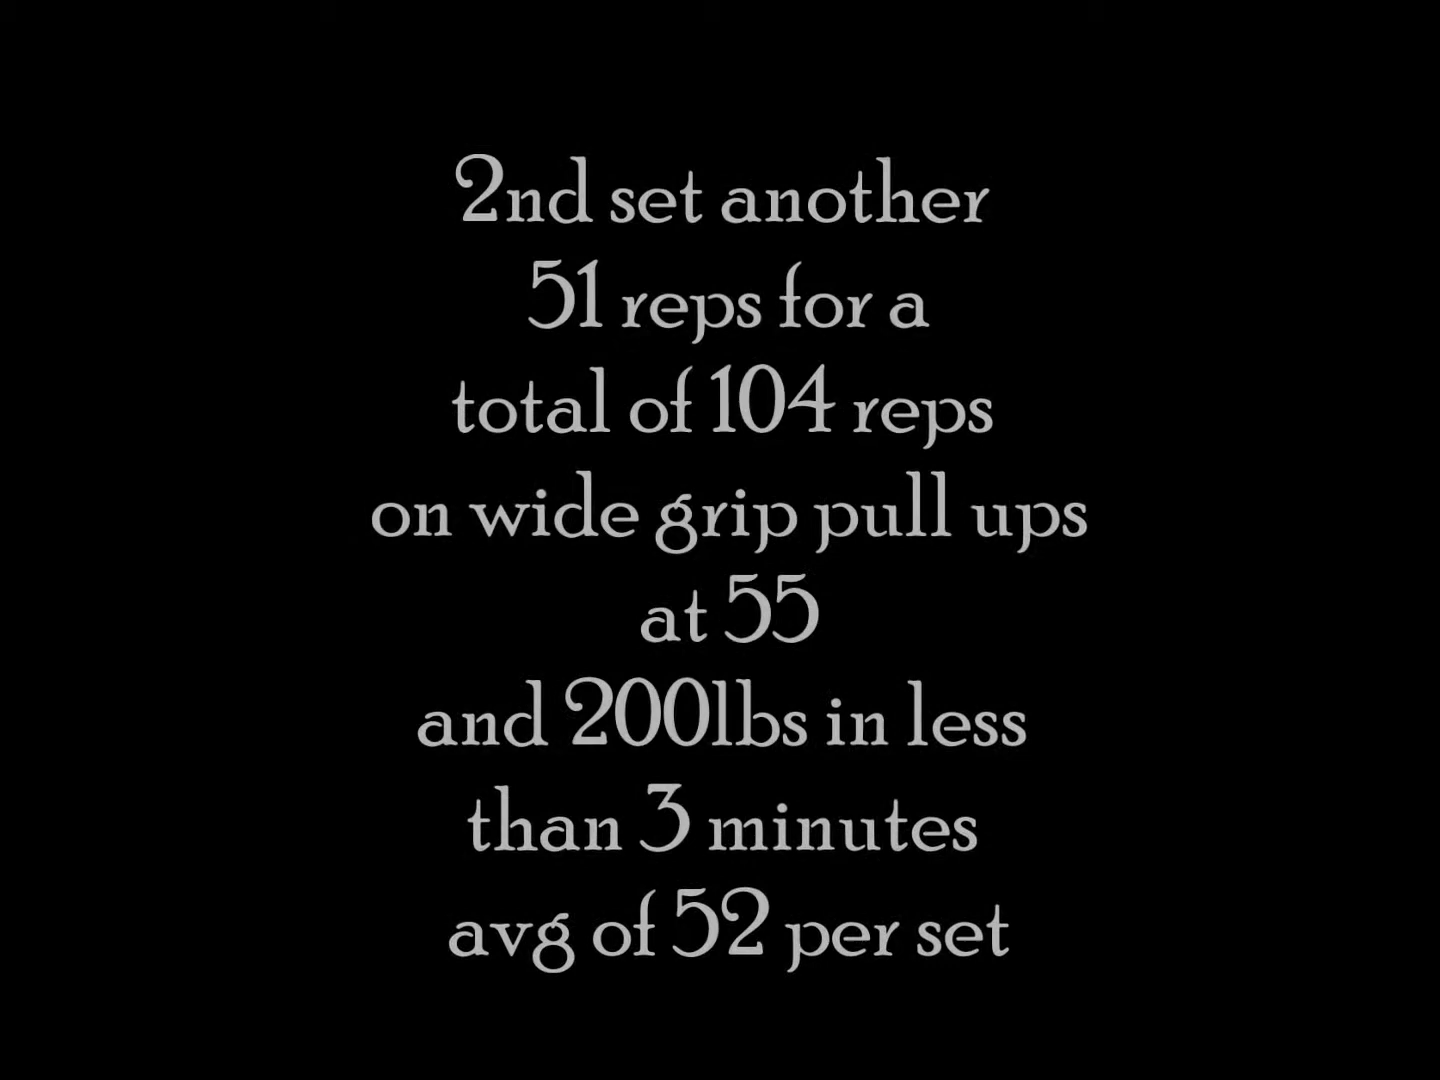 2nd set another
51 reps for a
total of 104 reps
on wide grip pull ups
at 55
and 200lbs in less
than 3 minutes
avg of 52 per set